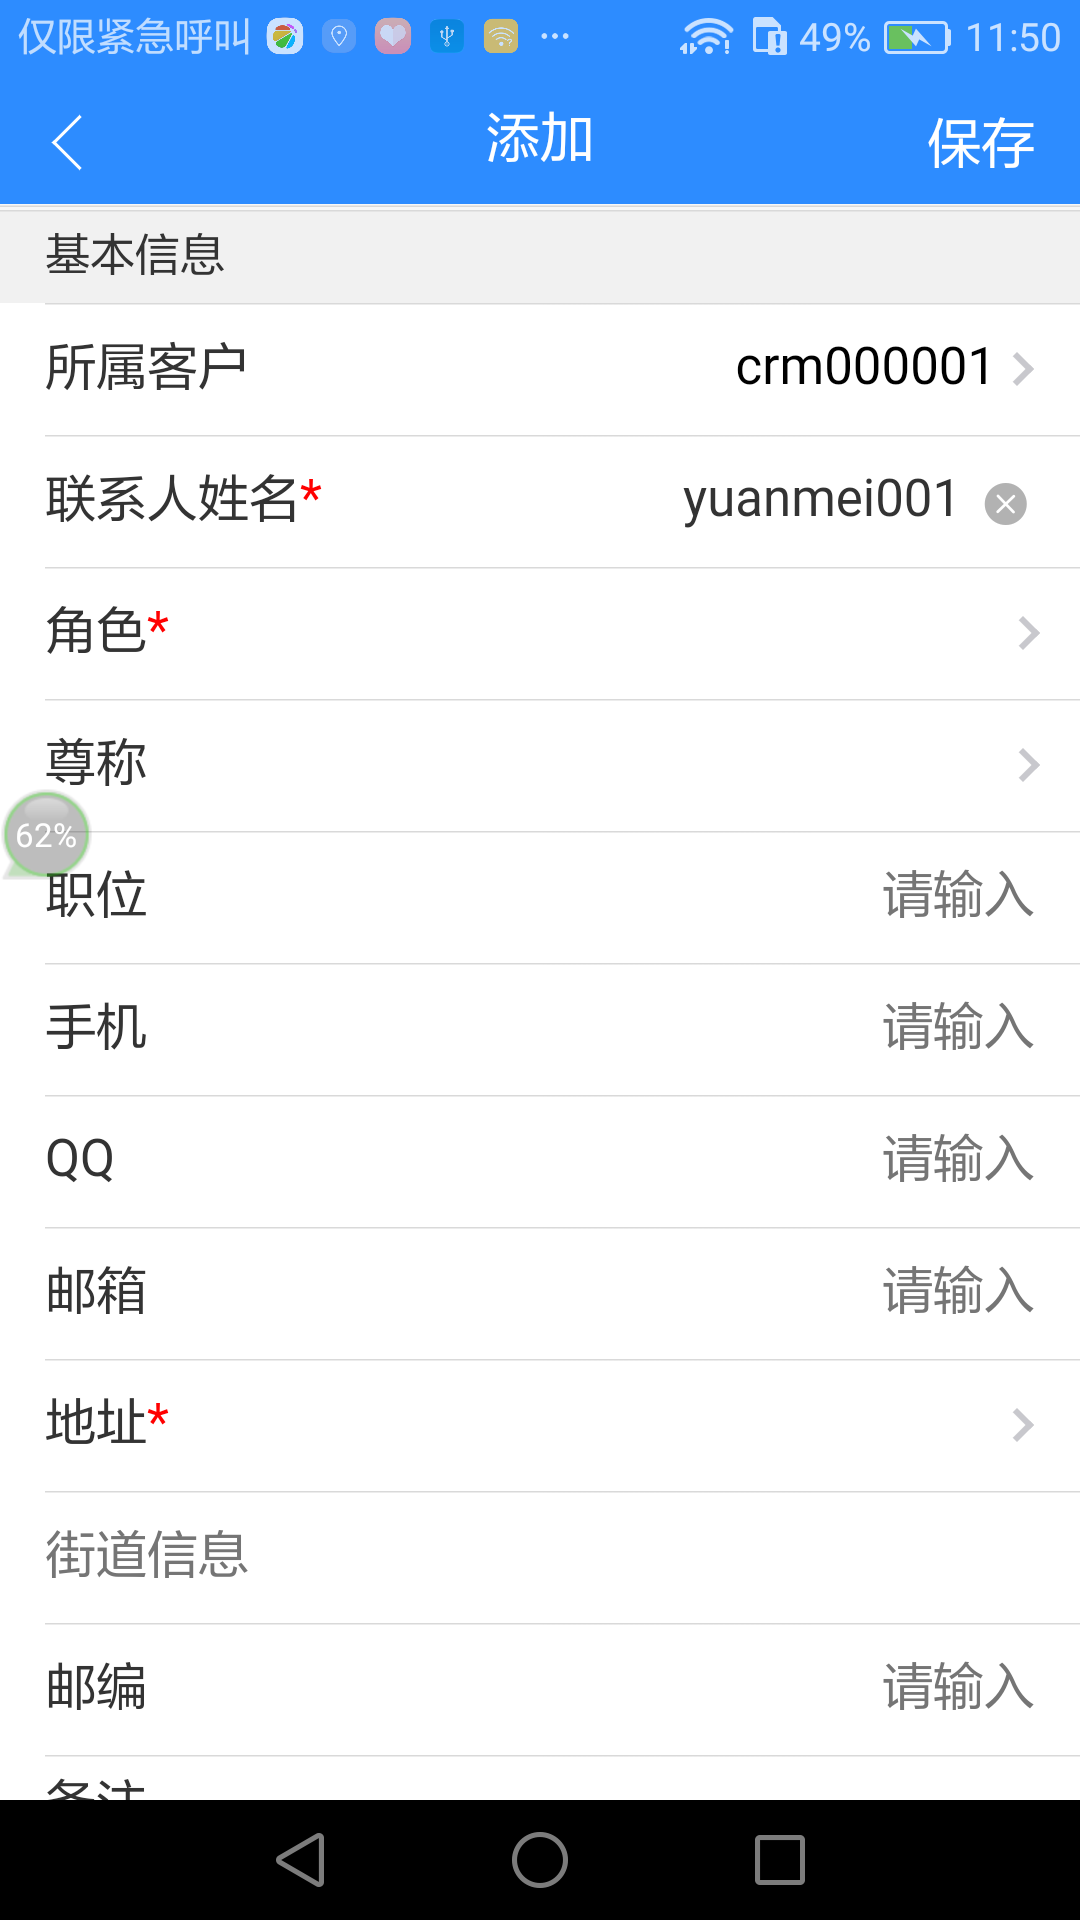 仅限紧急呼叫 49% 11:50
添加 保存
基本信息
所属客户 crm000001
联系人姓名* yuanmei001
角色*
尊称
62%
职位 请输入
手机 请输入
QQ 请输入
邮箱 请输入
地址*
街道信息
邮编 请输入
备注